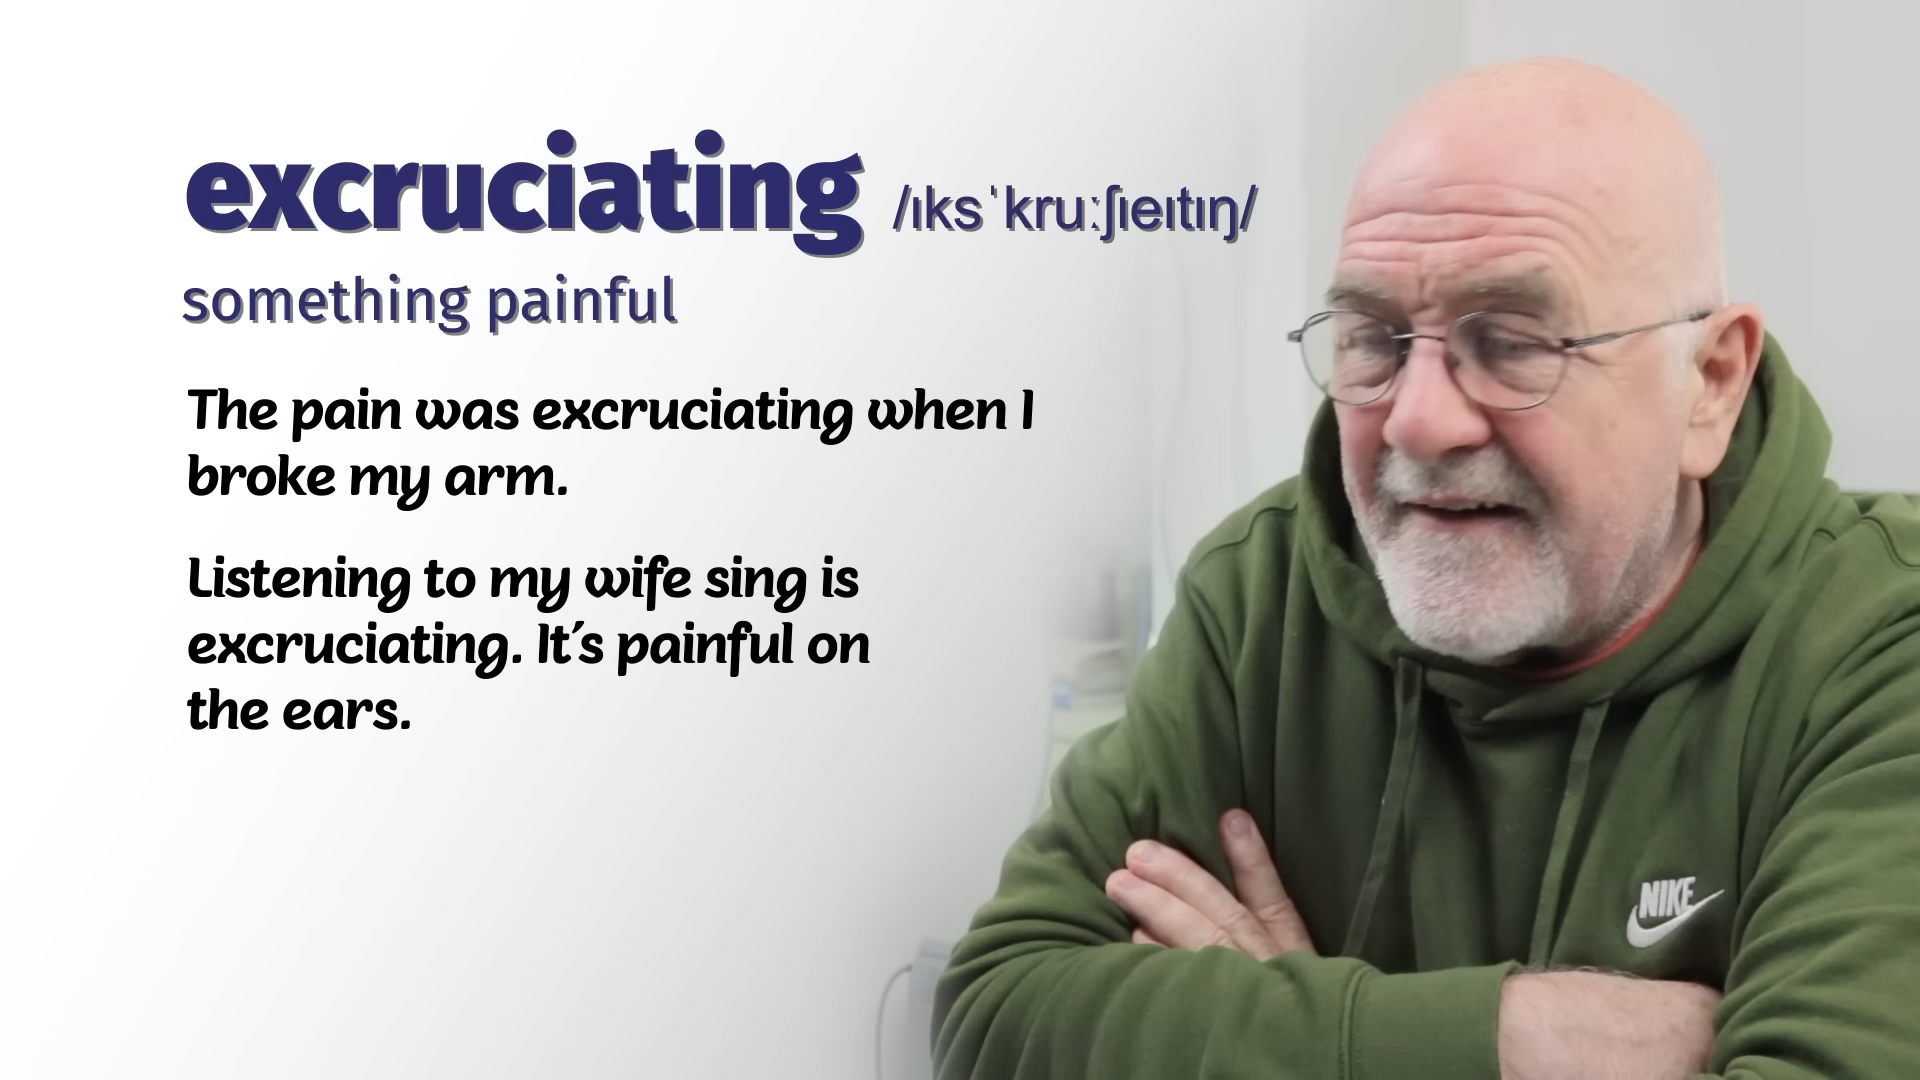 excruciating /ɪksˈkruːʃɪeɪtɪŋ/
something painful
The pain was excruciating when I
broke my arm.
Listening to my wife sing is
excruciating. It's painful on
the ears.
NIKE